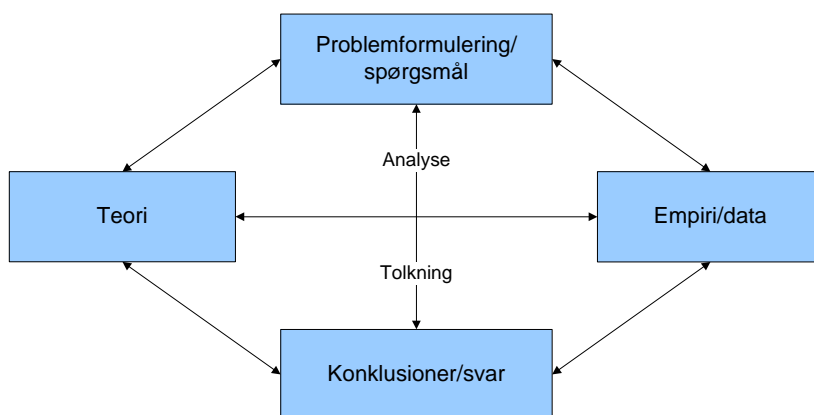 Problemformulering/
spørgsmål
Analyse
Teori
Empiri/data
Tolkning
Konklusioner/svar